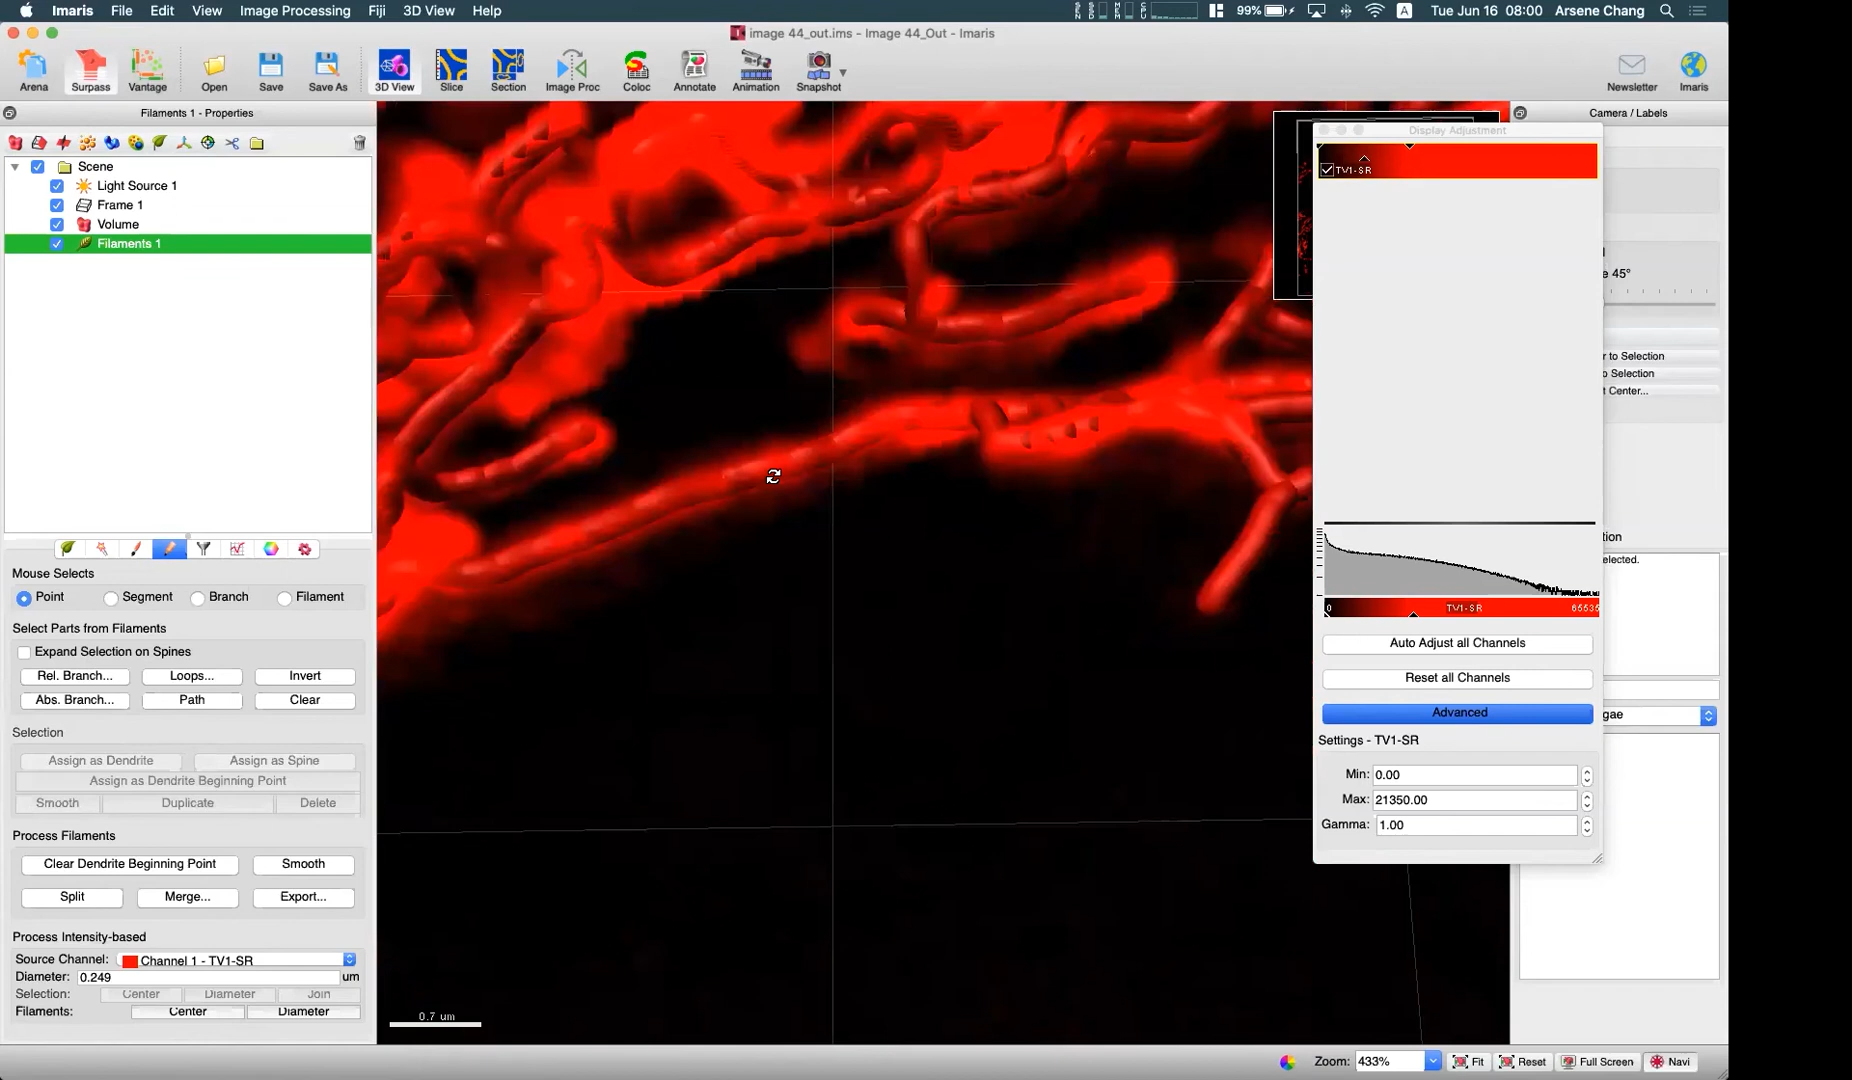 Imaris File Edit View Image Processing Fiji 3D View Help 99% A Tue Jun 16 08:00 Arsene Chang
image 44_out.ims - Image 44_Out - Imaris
Arena Surpass Vantage Open Save Save As 3D View Slice Section Image Proc Coloc Annotate Animation Snapshot Newsletter Imaris
Filaments 1 - Properties
Scene
Light Source 1
Frame 1
Volume
Filaments 1
Mouse Selects
Point Segment Branch Filament
Select Parts from Filaments
Expand Selection on Spines
Rel. Branch... Loops... Invert
Abs. Branch... Path Clear
Selection
Assign as Dendrite Assign as Spine
Assign as Dendrite Beginning Point
Smooth Duplicate Delete
Process Filaments
Clear Dendrite Beginning Point Smooth
Split Merge... Export...
Process Intensity-based
Source Channel: Channel 1 - TV1-SR
Diameter: 0.249 um
Selection: Center Diameter Join
Filaments: Center Diameter
0.7 um
Display Adjustment
TV1-SR
0 TV1-SR 65535
Auto Adjust all Channels
Reset all Channels
Advanced
Settings - TV1-SR
Min: 0.00
Max: 21350.00
Gamma: 1.00
Camera / Labels
e 45°
r to Selection
o Selection
t Center...
tion
elected.
gae
Zoom: 433% Fit Reset Full Screen Navi